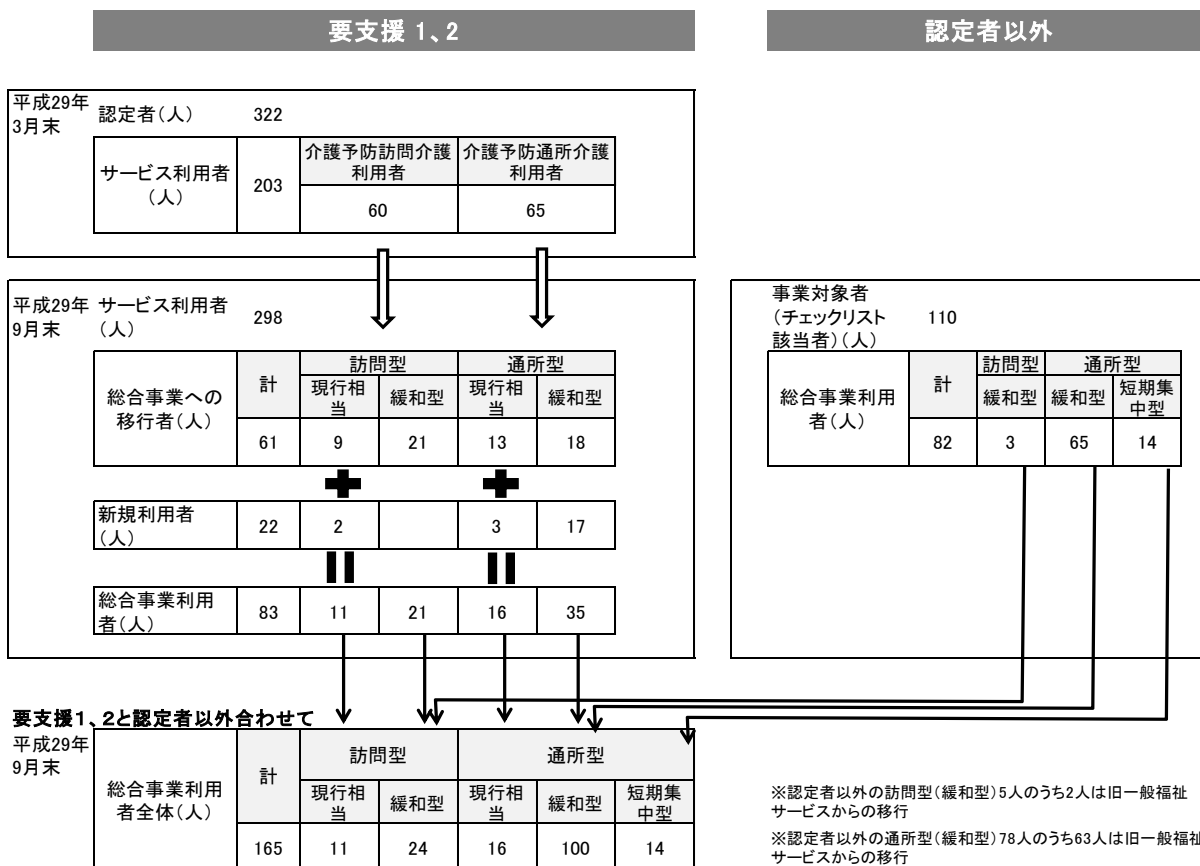 要支援 1、2
認定者以外
平成29年
3月末
認定者(人) 322
サービス利用者
(人)
203
介護予防訪問介護
利用者
介護予防通所介護
利用者
60 65
平成29年
9月末
サービス利用者
(人)
298
総合事業への
移行者(人)
計
訪問型 通所型
現行相
当
緩和型
現行相
当
緩和型
61 9 21 13 18
新規利用者
(人)
22 2 3 17
総合事業利用
者(人)
83 11 21 16 35
事業対象者
(チェックリスト
該当者)(人)
110
総合事業利用
者(人)
計
訪問型 通所型
緩和型 緩和型
短期集
中型
82 3 65 14
要支援1、2と認定者以外合わせて
平成29年
9月末
総合事業利用
者全体(人)
計
訪問型 通所型
現行相
当
緩和型
現行相
当
緩和型
短期集
中型
165 11 24 16 100 14
※認定者以外の訪問型(緩和型)5人のうち2人は旧一般福祉
サービスからの移行
※認定者以外の通所型(緩和型)78人のうち63人は旧一般福祉
サービスからの移行